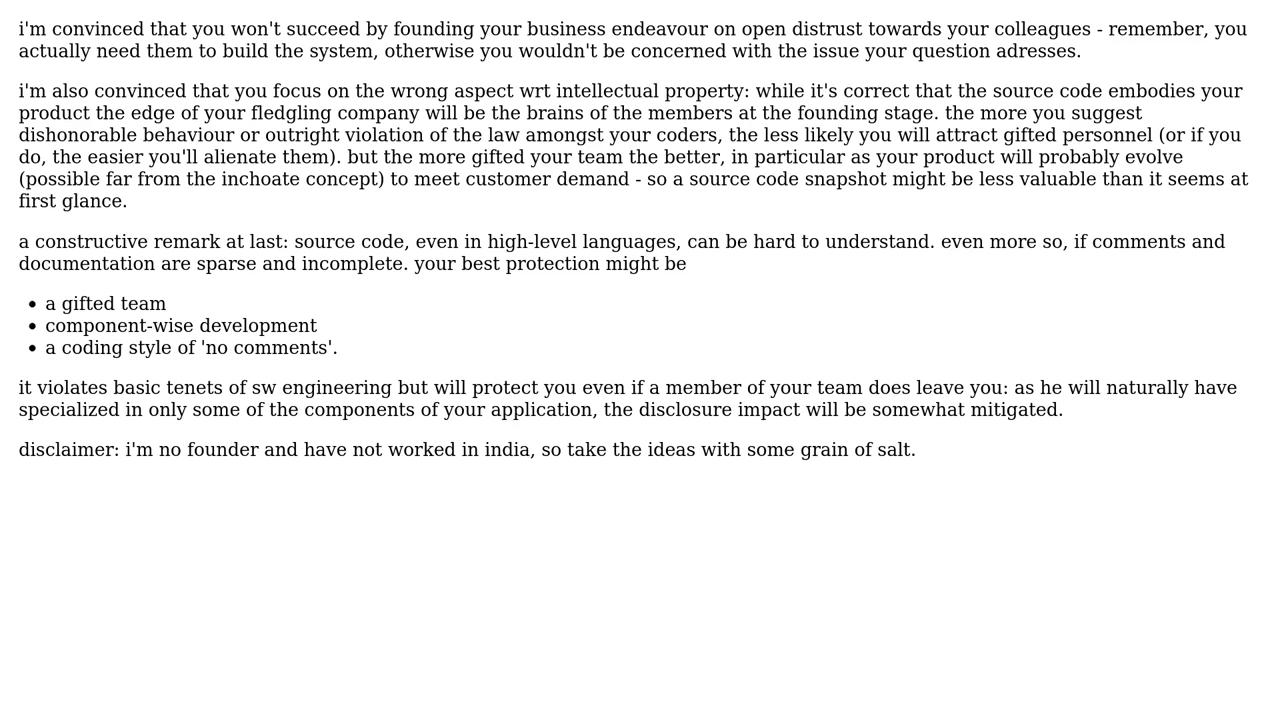 i'm convinced that you won't succeed by founding your business endeavour on open distrust towards your colleagues - remember, you
actually need them to build the system, otherwise you wouldn't be concerned with the issue your question adresses.
i'm also convinced that you focus on the wrong aspect wrt intellectual property: while it's correct that the source code embodies your
product the edge of your fledgling company will be the brains of the members at the founding stage. the more you suggest
dishonorable behaviour or outright violation of the law amongst your coders, the less likely you will attract gifted personnel (or if you
do, the easier you'll alienate them). but the more gifted your team the better, in particular as your product will probably evolve
(possible far from the inchoate concept) to meet customer demand - so a source code snapshot might be less valuable than it seems at
first glance.
a constructive remark at last: source code, even in high-level languages, can be hard to understand. even more so, if comments and
documentation are sparse and incomplete. your best protection might be
• a gifted team
• component-wise development
• a coding style of 'no comments'.
it violates basic tenets of sw engineering but will protect you even if a member of your team does leave you: as he will naturally have
specialized in only some of the components of your application, the disclosure impact will be somewhat mitigated.
disclaimer: i'm no founder and have not worked in india, so take the ideas with some grain of salt.